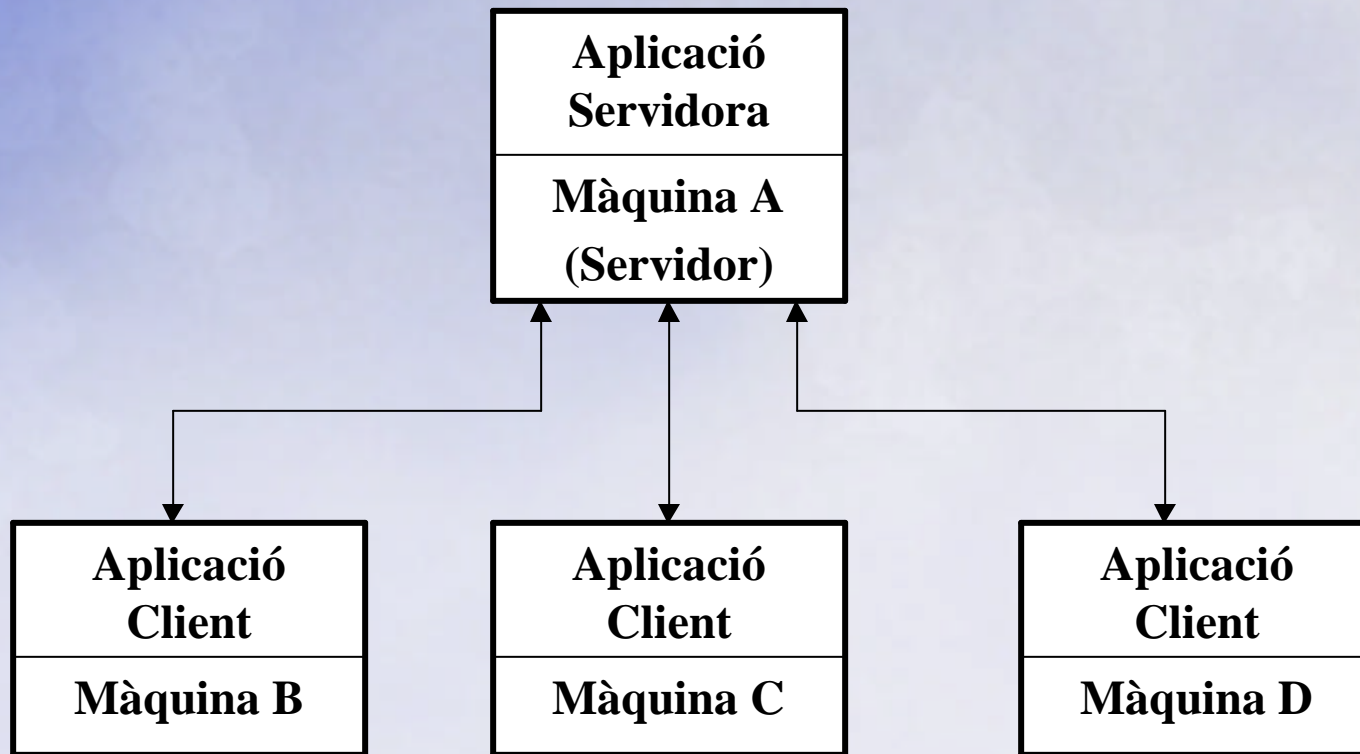 Aplicació
Servidora
Màquina A
(Servidor)
Aplicació
Client
Màquina B
Aplicació
Client
Màquina C
Aplicació
Client
Màquina D